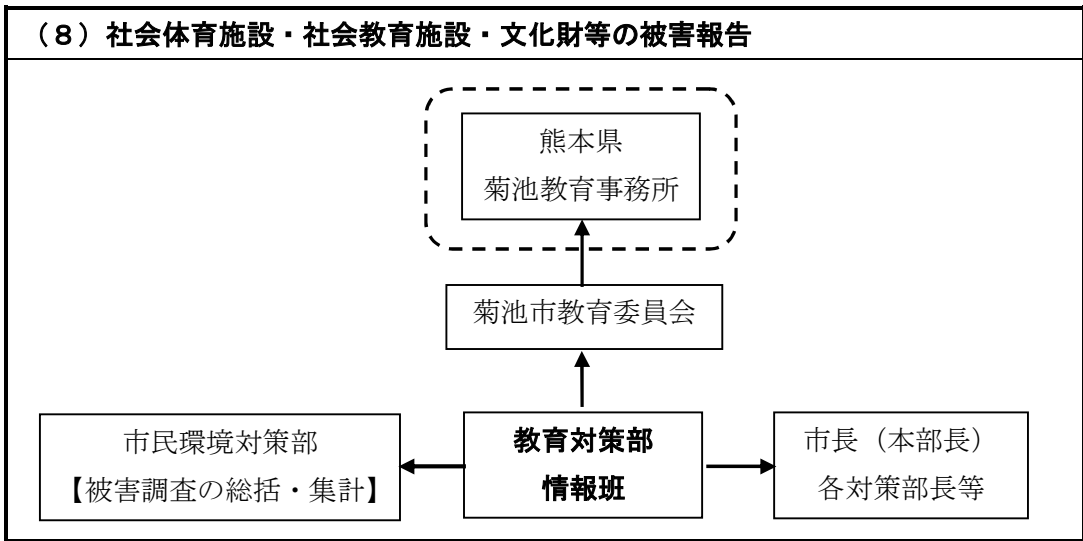 （８）社会体育施設・社会教育施設・文化財等の被害報告
熊本県
菊池教育事務所
菊池市教育委員会
市民環境対策部
【被害調査の総括・集計】
教育対策部
情報班
市長（本部長）
各対策部長等